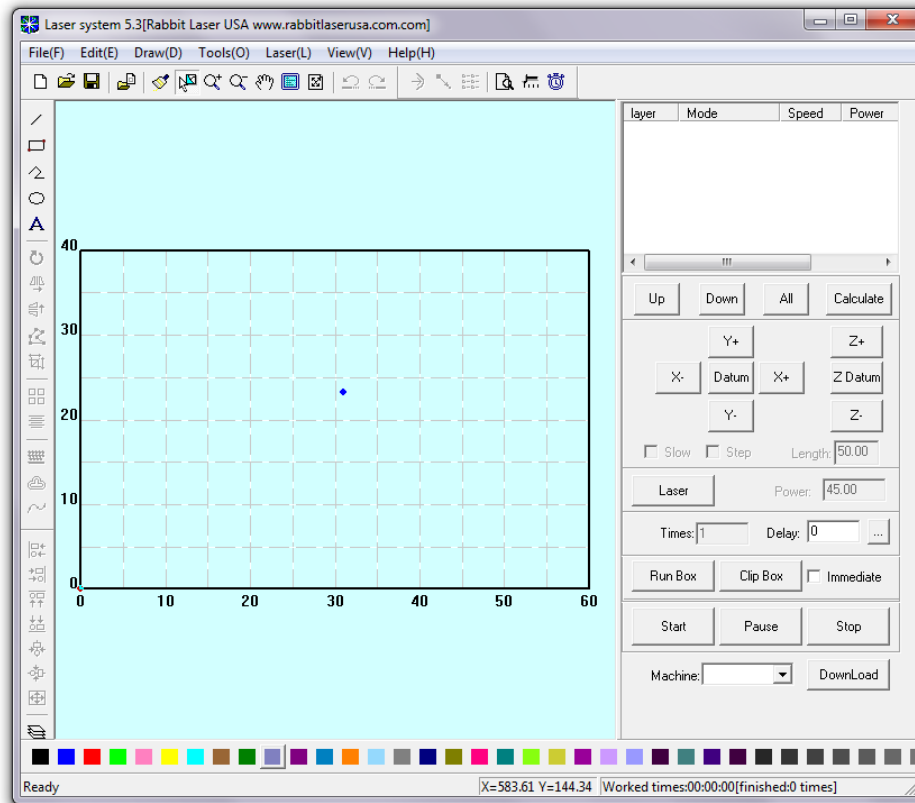 Laser system 5.3[Rabbit Laser USA www.rabbitlaserusa.com.com]
File(F) Edit(E) Draw(D) Tools(O) Laser(L) View(V) Help(H)
layer Mode Speed Power
A
40
30
20
10
0
0 10 20 30 40 50 60
Up Down All Calculate
Y+ Z+
X- Datum X+ Z Datum
Y- Z-
Slow Step Length: 50.00
Laser Power: 45.00
Times: 1 Delay: 0 ...
Run Box Clip Box Immediate
Start Pause Stop
Machine: DownLoad
Ready X=583.61 Y=144.34 Worked times:00:00:00[finished:0 times]